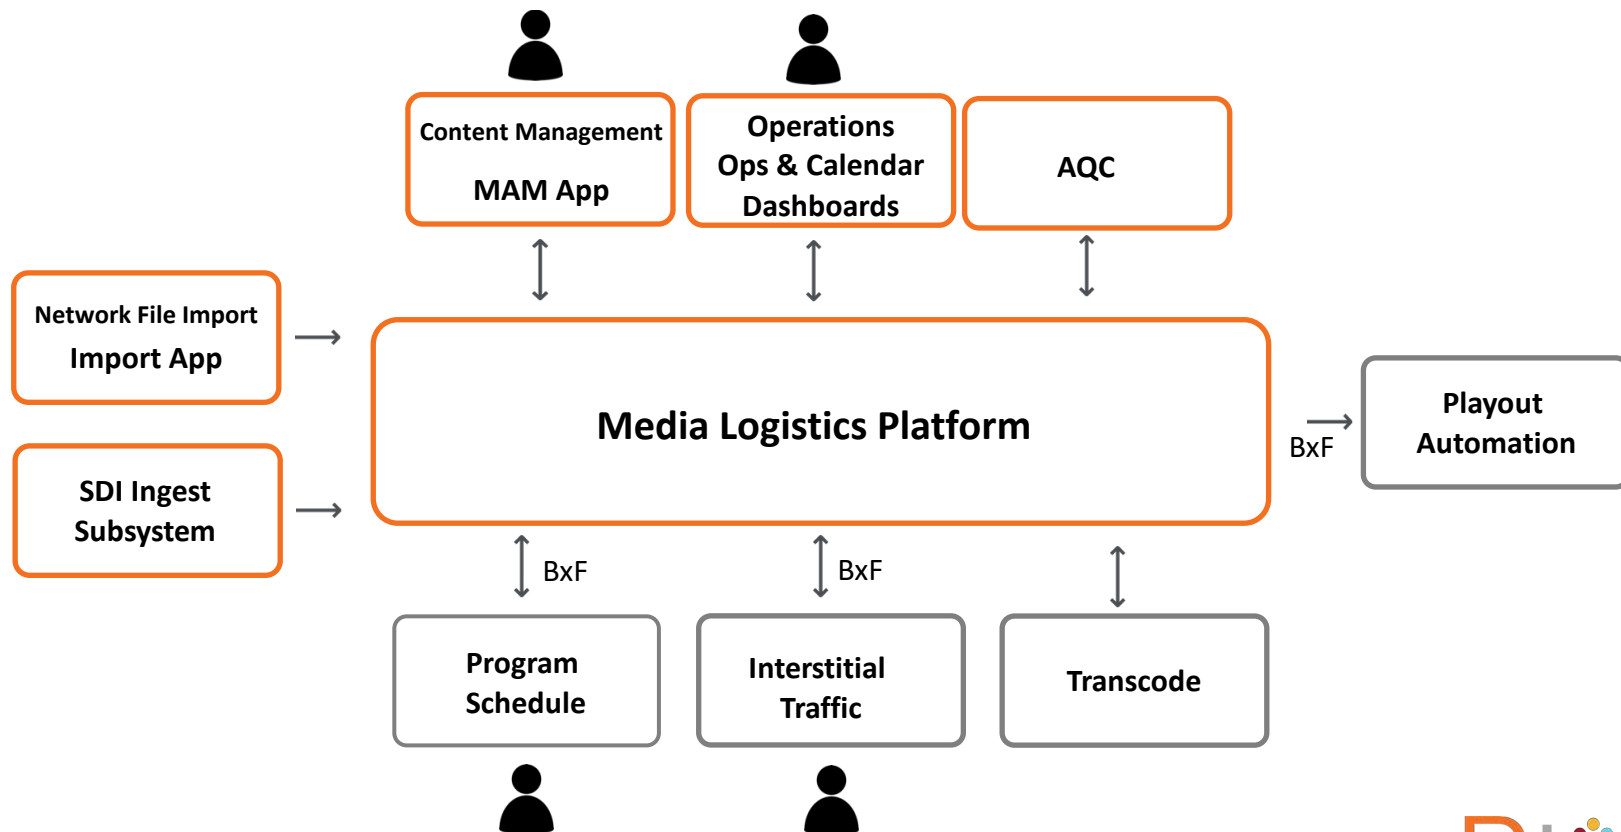 Content Management
MAM App
Operations
Ops & Calendar
Dashboards
AQC
Network File Import
Import App
SDI Ingest
Subsystem
Media Logistics Platform
BxF
Playout
Automation
BxF
BxF
Program
Schedule
Interstitial
Traffic
Transcode